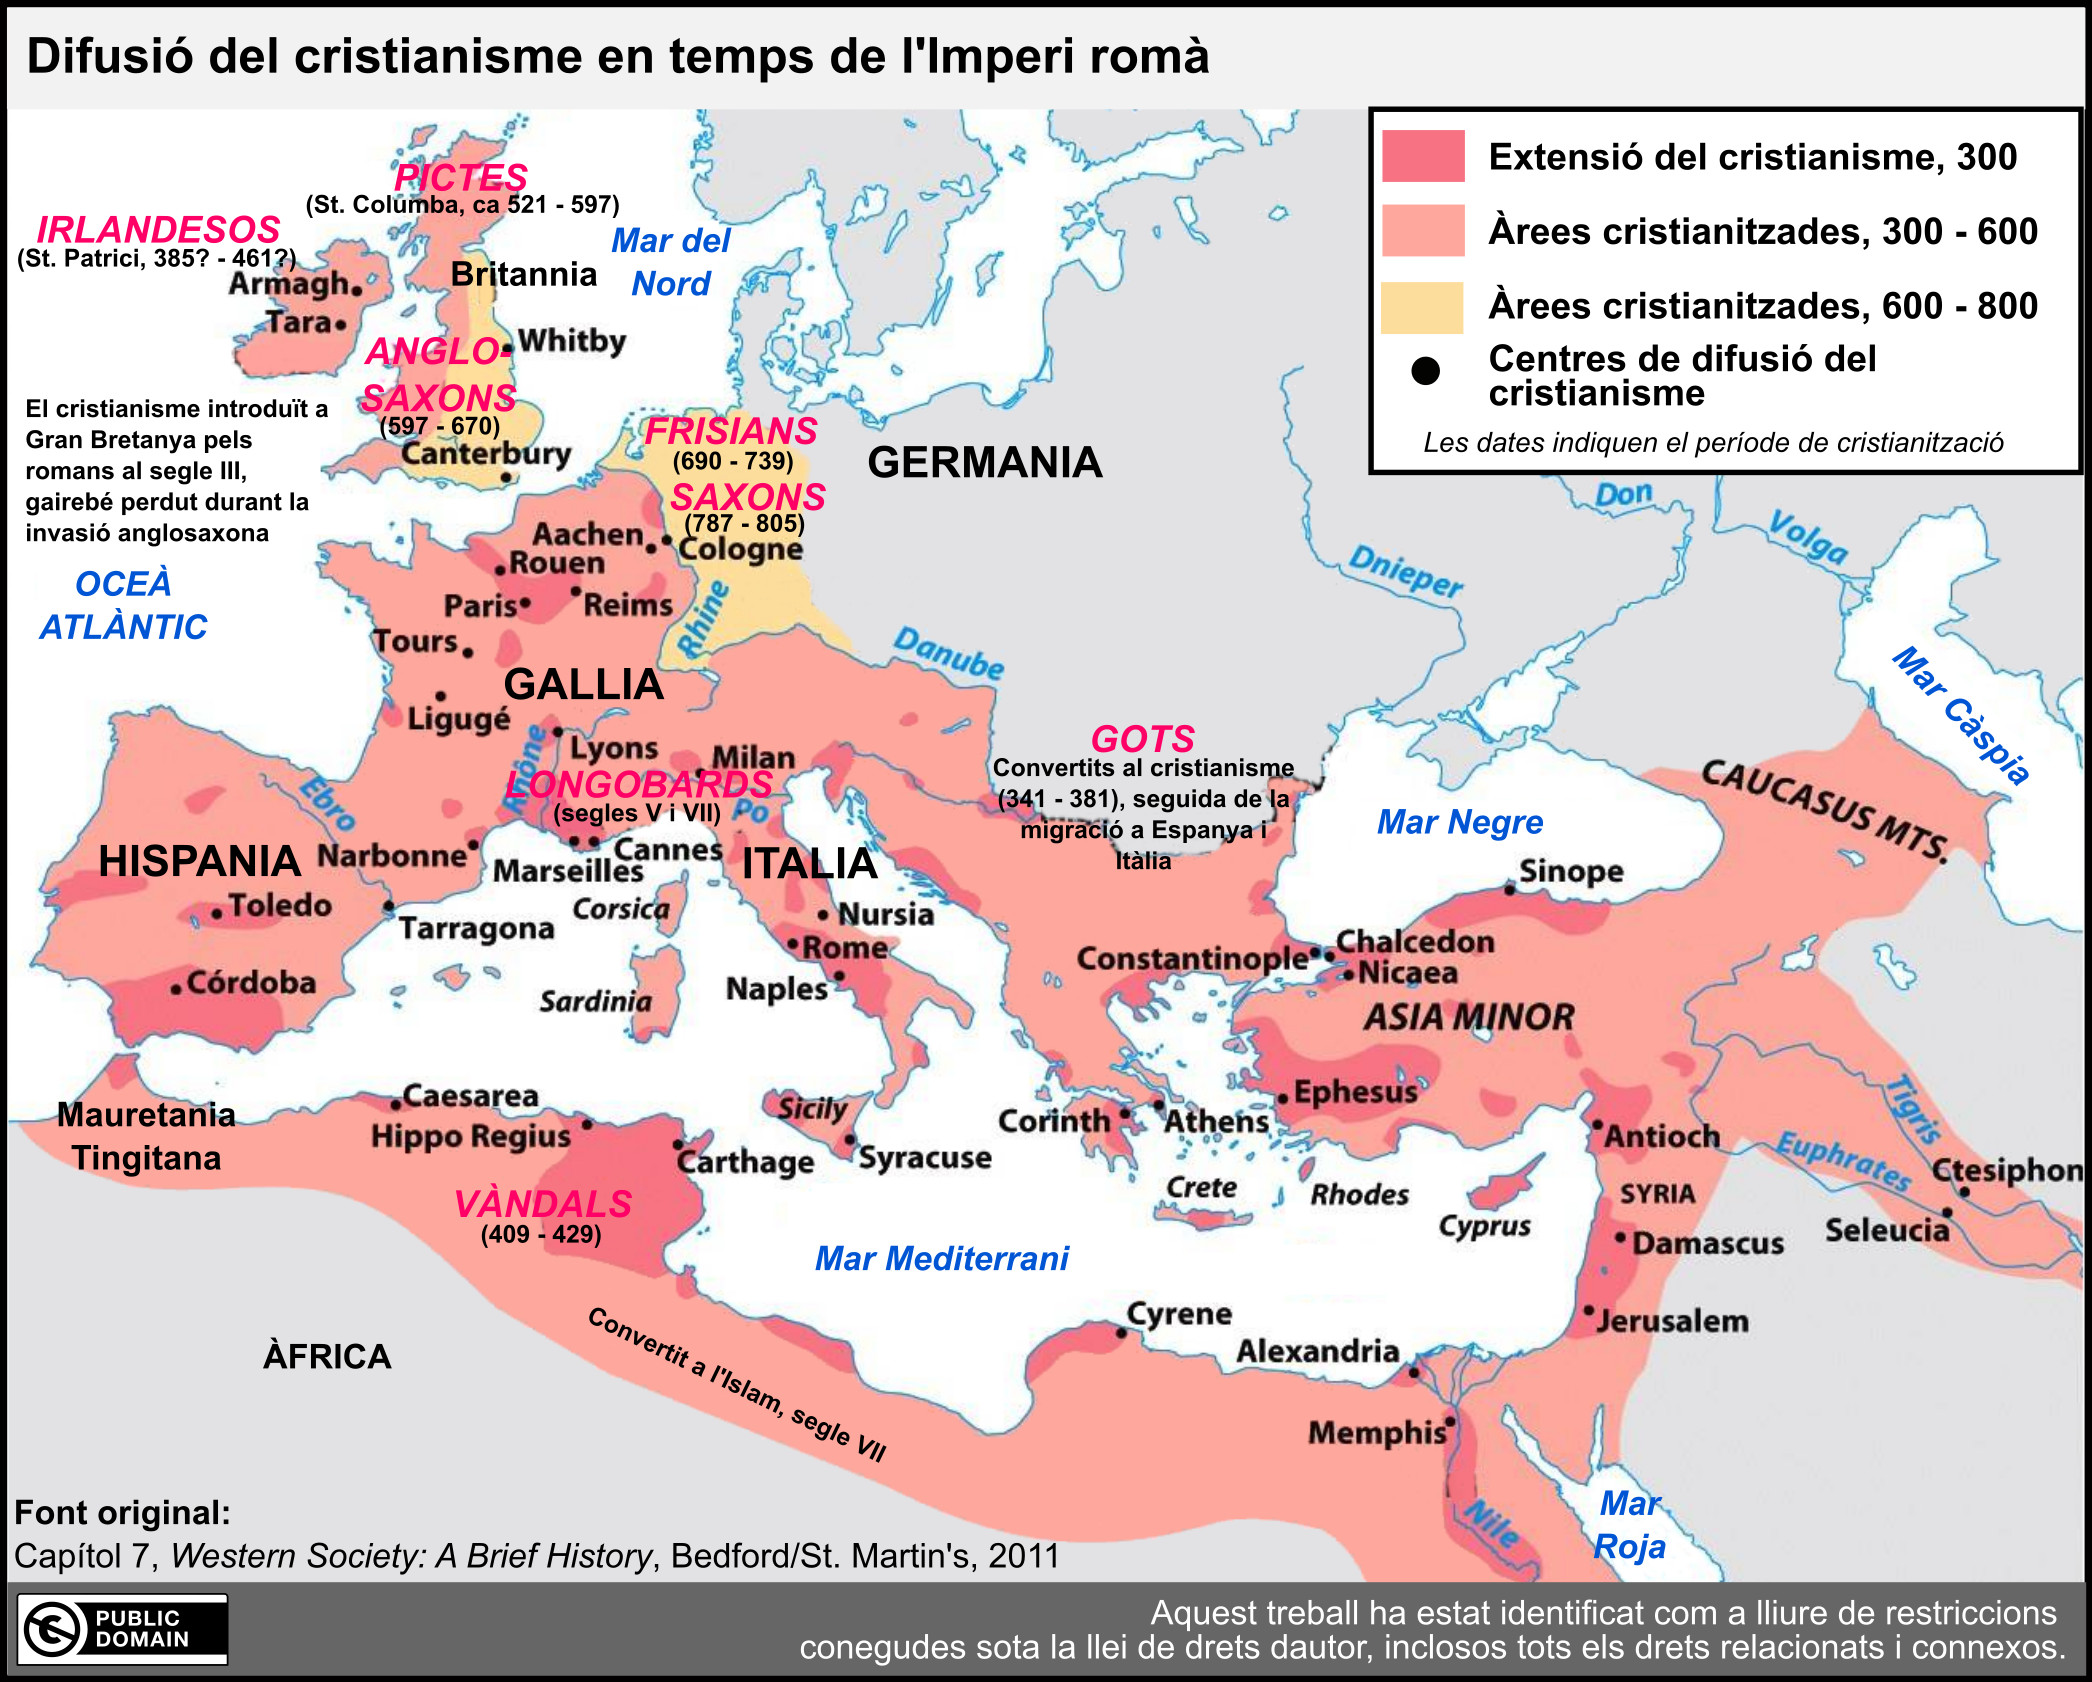 Difusió del cristianisme en temps de l'Imperi romà
Extensió del cristianisme, 300
Àrees cristianitzades, 300 - 600
Àrees cristianitzades, 600 - 800
Centres de difusió del
cristianisme
Les dates indiquen el període de cristianització
PICTES
(St. Columba, ca 521 - 597)
IRLANDESOS
(St. Patrici, 385? - 461?)
Armagh
Tara
Britannia
Mar del
Nord
Whitby
ANGLO-
SAXONS
(597 - 670)
Canterbury
El cristianisme introduït a
Gran Bretanya pels
romans al segle III,
gairebé perdut durant la
invasió anglosaxona
OCEÀ
ATLÀNTIC
FRISIANS
(690 - 739)
SAXONS
(787 - 805)
GERMANIA
Aachen
Cologne
Rouen
Paris
Reims
Rhine
Tours
GALLIA
Ligugé
Danube
Don
Volga
Dnieper
Mar Càspia
Rhône
Lyons
Milan
LONGOBARDS
(segles V i VII)
Po
GOTS
Convertits al cristianisme
(341 - 381), seguida de la
migració a Espanya i
Itàlia
Mar Negre
CAUCASUS MTS.
Ebro
HISPANIA
Narbonne
Marseilles
Cannes
ITALIA
Sinope
Toledo
Tarragona
Corsica
Nursia
Rome
Constantinople
Chalcedon
Nicaea
Córdoba
Sardinia
Naples
ASIA MINOR
Mauretania
Tingitana
Caesarea
Hippo Regius
Carthage
Sicily
Syracuse
Corinth
Athens
Ephesus
Antioch
Tigris
Euphrates
Ctesiphon
Seleucia
SYRIA
Crete
Rhodes
Cyprus
Damascus
VÀNDALS
(409 - 429)
Mar Mediterrani
Jerusalem
Cyrene
Alexandria
Memphis
ÀFRICA
Convertit a l'Islam, segle VII
Nile
Mar
Roja
Font original:
Capítol 7, Western Society: A Brief History, Bedford/St. Martin's, 2011
PUBLIC
DOMAIN
Aquest treball ha estat identificat com a lliure de restriccions
conegudes sota la llei de drets dautor, inclosos tots els drets relacionats i connexos.